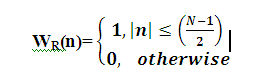 W_R(n)= { 1, |n| ≤ ((N−1)/2)
0, otherwise